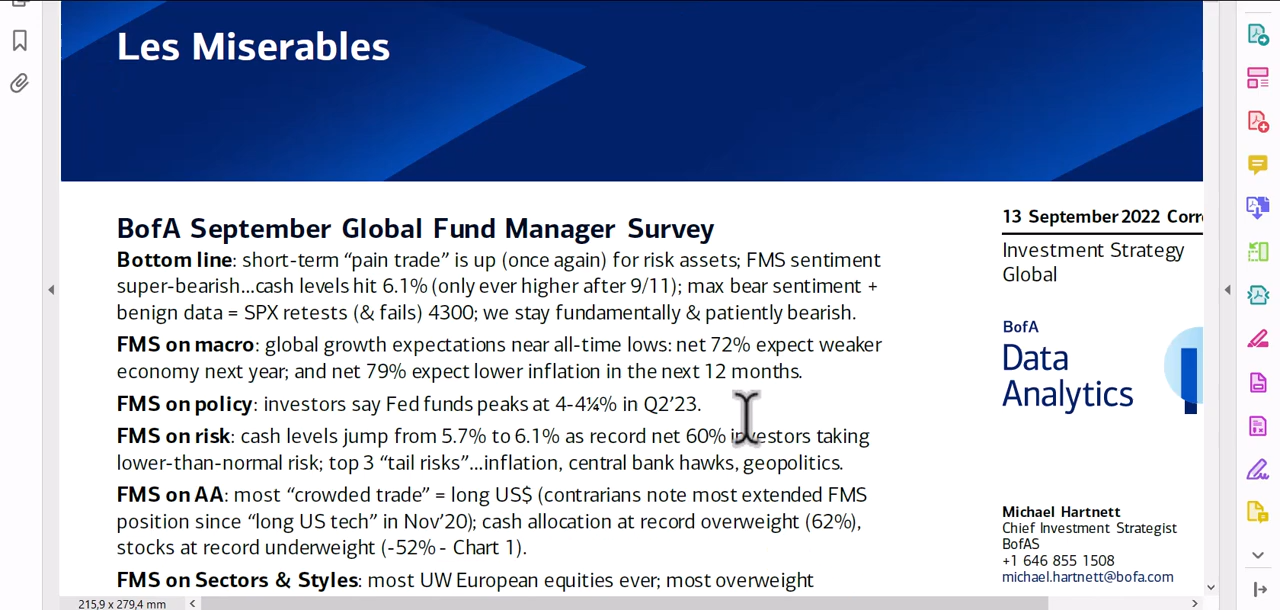 Les Miserables
BofA September Global Fund Manager Survey
Bottom line: short-term “pain trade” is up (once again) for risk assets; FMS sentiment
super-bearish...cash levels hit 6.1% (only ever higher after 9/11); max bear sentiment +
benign data = SPX retests (& fails) 4300; we stay fundamentally & patiently bearish.
FMS on macro: global growth expectations near all-time lows: net 72% expect weaker
economy next year; and net 79% expect lower inflation in the next 12 months.
FMS on policy: investors say Fed funds peaks at 4-4¼% in Q2’23.
FMS on risk: cash levels jump from 5.7% to 6.1% as record net 60% investors taking
lower-than-normal risk; top 3 “tail risks”...inflation, central bank hawks, geopolitics.
FMS on AA: most “crowded trade” = long US$ (contrarians note most extended FMS
position since “long US tech” in Nov’20); cash allocation at record overweight (62%),
stocks at record underweight (-52% - Chart 1).
FMS on Sectors & Styles: most UW European equities ever; most overweight
13 September 2022 Corre
Investment Strategy
Global
BofA
Data
Analytics
Michael Hartnett
Chief Investment Strategist
BofAS
+1 646 855 1508
michael.hartnett@bofa.com
215,9 x 279,4 mm